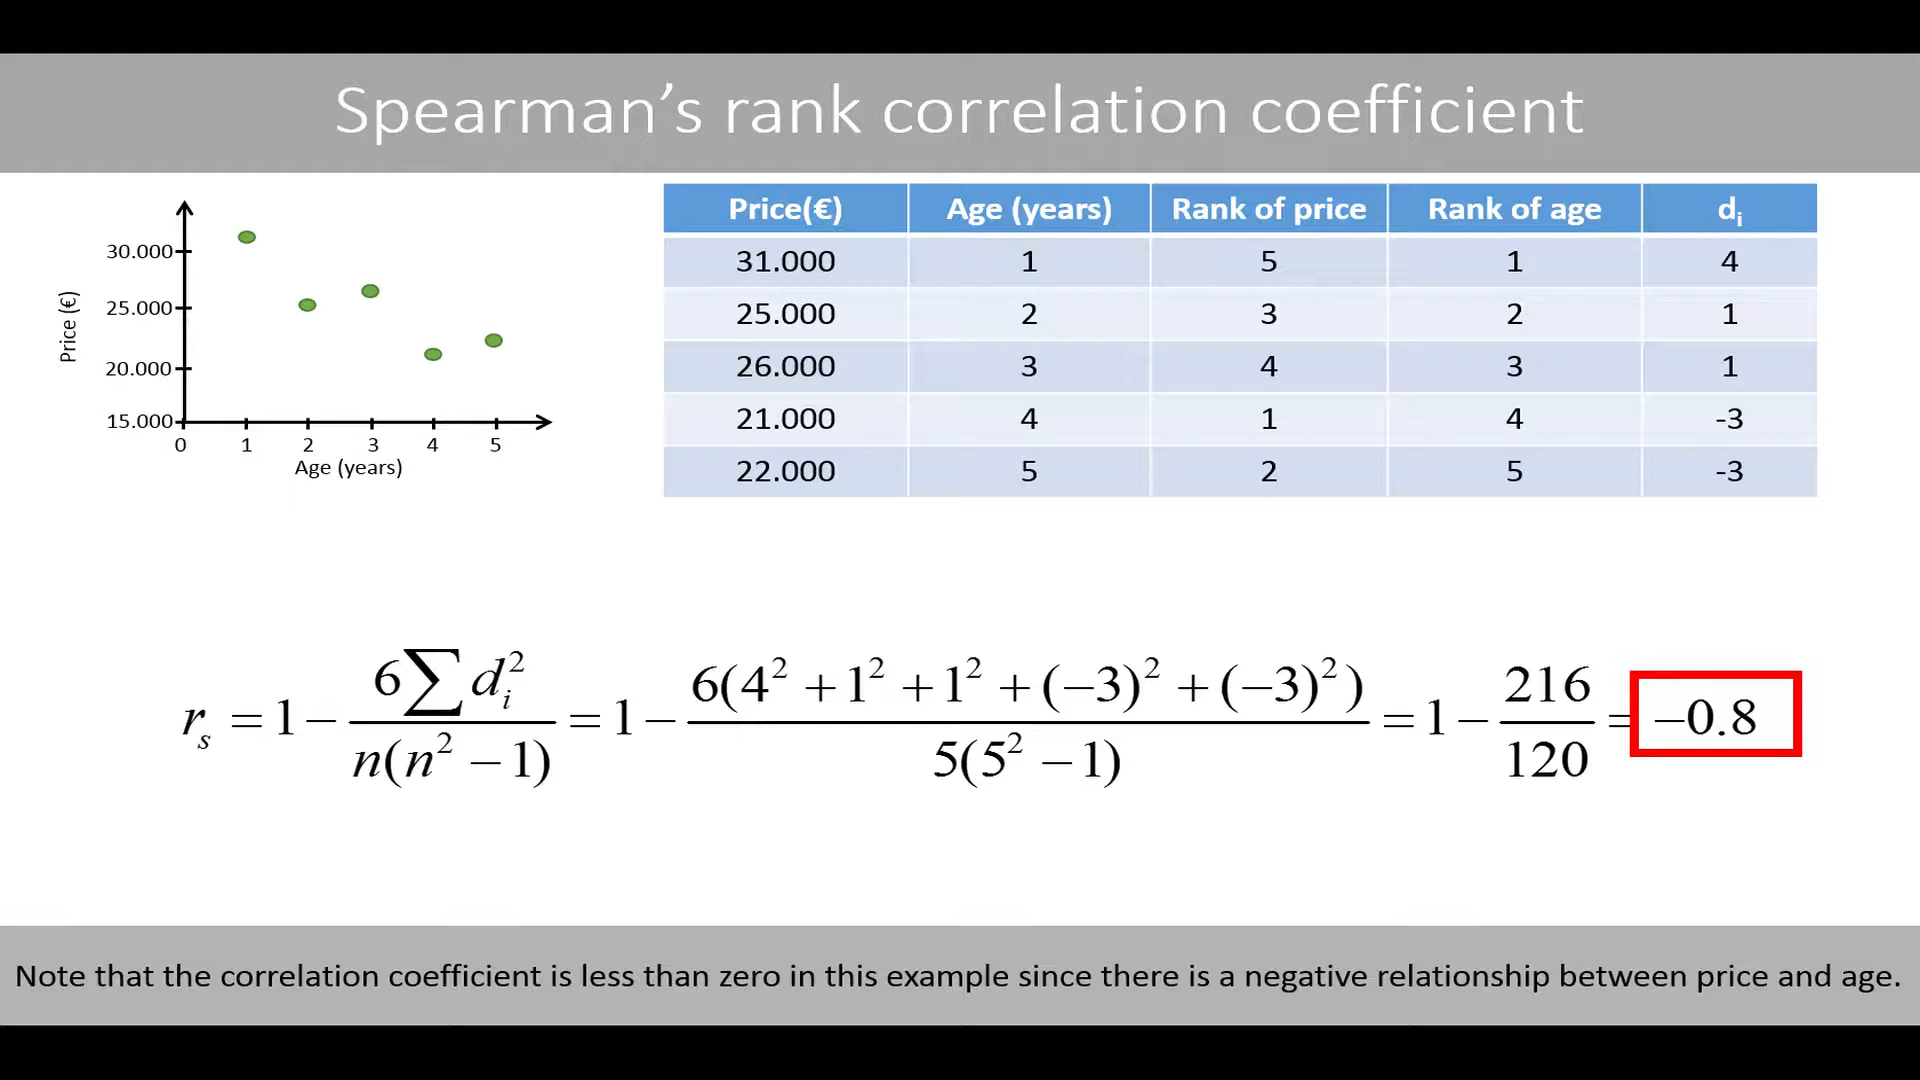 Spearman's rank correlation coefficient
Price (€)
30.000
25.000
20.000
15.000
0 1 2 3 4 5
Age (years)
Price(€) Age (years) Rank of price Rank of age dᵢ
31.000 1 5 1 4
25.000 2 3 2 1
26.000 3 4 3 1
21.000 4 1 4 -3
22.000 5 2 5 -3
rₛ = 1 − 6∑dᵢ² / n(n² − 1) = 1 − 6(4² + 1² + 1² + (−3)² + (−3)²) / 5(5² − 1) = 1 − 216 / 120 = −0.8
Note that the correlation coefficient is less than zero in this example since there is a negative relationship between price and age.